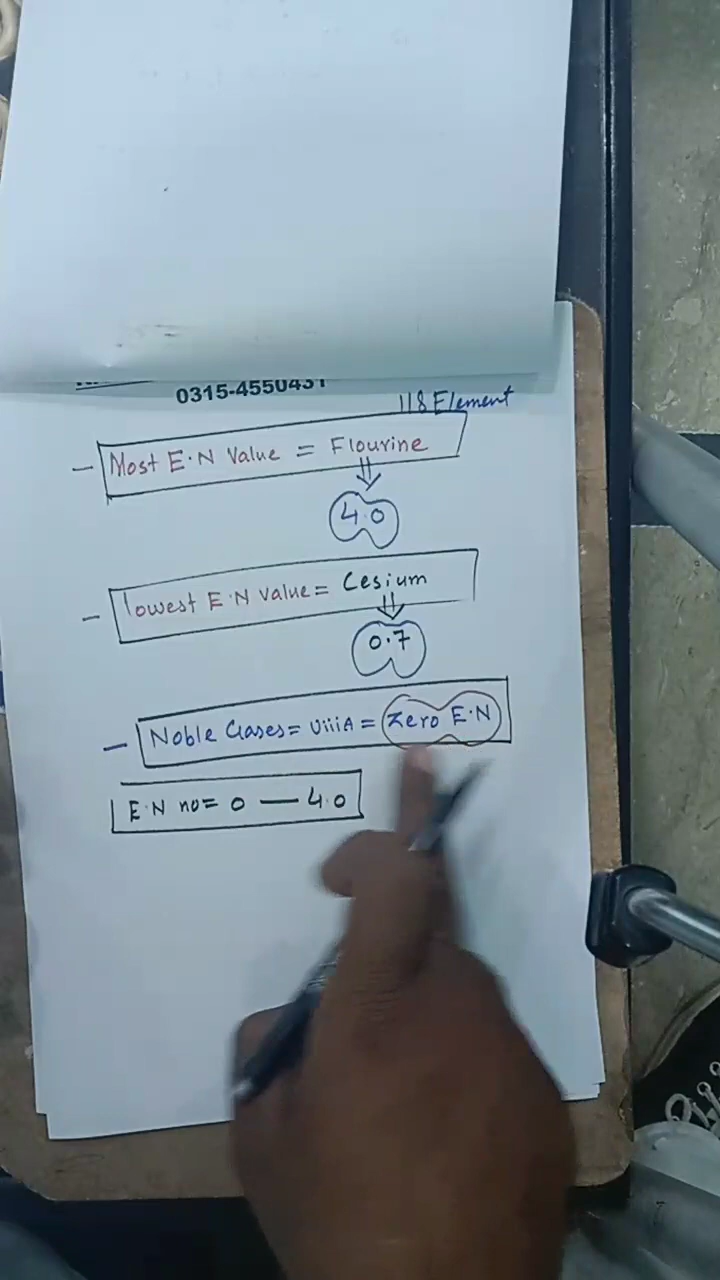 0315-4550431
118 Element
– Most E.N Value = Flourine
4.0
– lowest E.N value = Cesium
0.7
– Noble Gases = viiiA = Zero E.N
E.N no = 0 — 4.0